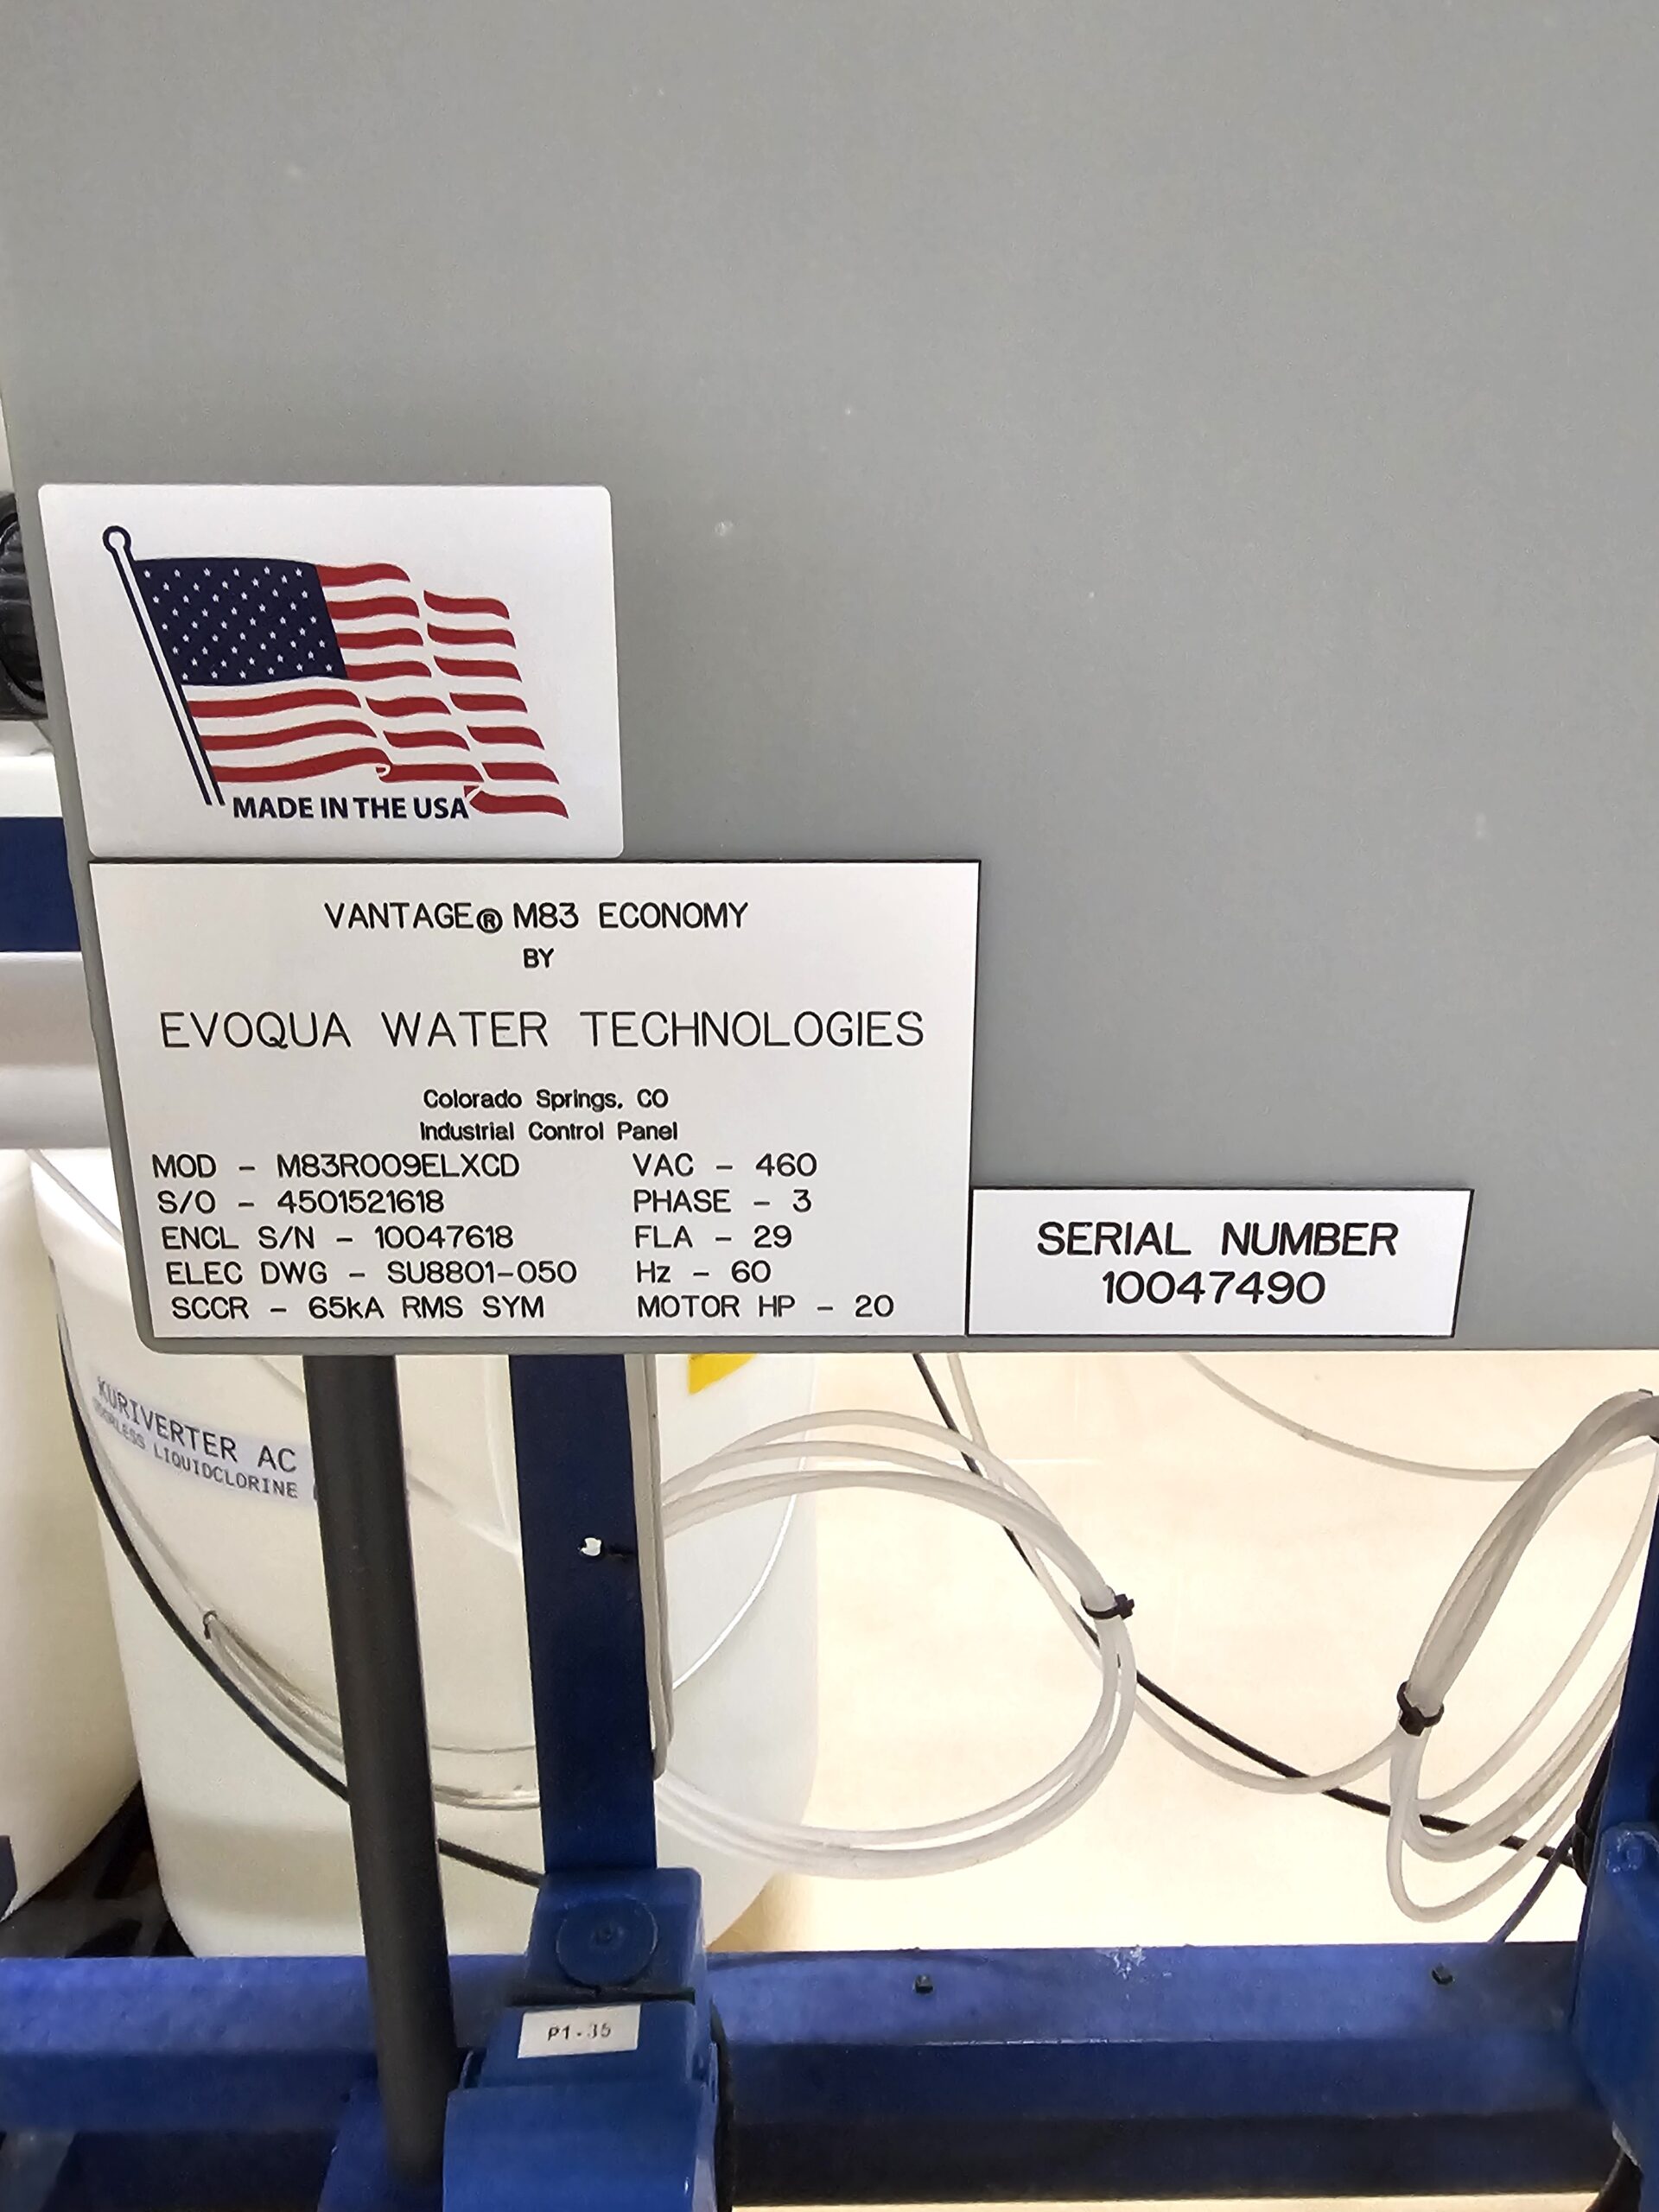 MADE IN THE USA
VANTAGE® M83 ECONOMY
BY
EVOQUA WATER TECHNOLOGIES
Colorado Springs, CO
Industrial Control Panel
MOD - M83R009ELXCD VAC - 460
S/O - 4501521618 PHASE - 3
ENCL S/N - 10047618 FLA - 29
ELEC DWG - SU8801-050 Hz - 60
SCCR - 65kA RMS SYM MOTOR HP - 20
SERIAL NUMBER
10047490
KURIVERTER AC
LIQUIDCLORINE